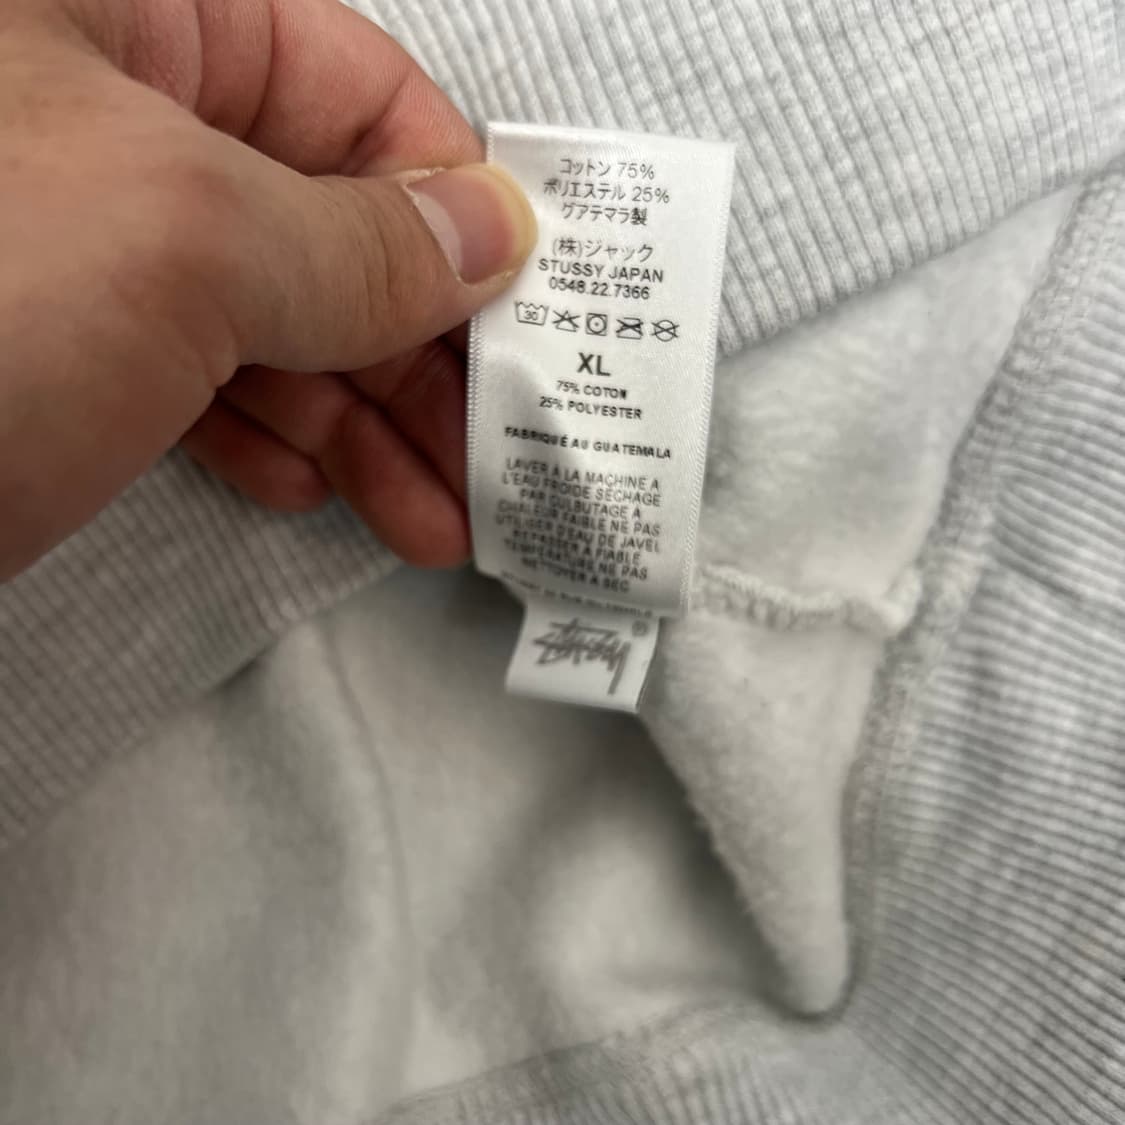 コットン 75%
ポリエステル 25%
グアテマラ製
(株)ジャック
STUSSY JAPAN
0548.22.7366
30
XL
75% COTON
25% POLYESTER
FABRIQUÉ AU GUATEMALA
LAVER À LA MACHINE A
L'EAU FROIDE SÉCHAGE
PAR CULBUTAGE A
CHALEUR FAIBLE NE PAS
UTILISER D'EAU DE JAVEL
REPASSER A FIABLE
TEMPÉRATURE NE PAS
NETTOYER A SEC
STUSSY ®